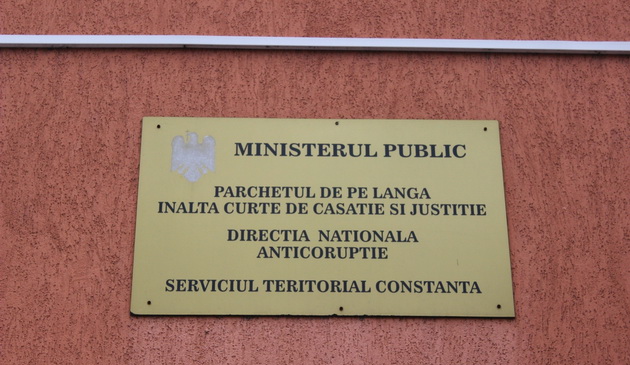 MINISTERUL PUBLIC
PARCHETUL DE PE LANGA
INALTA CURTE DE CASATIE SI JUSTITIE
DIRECTIA NATIONALA
ANTICORUPTIE
SERVICIUL TERITORIAL CONSTANTA